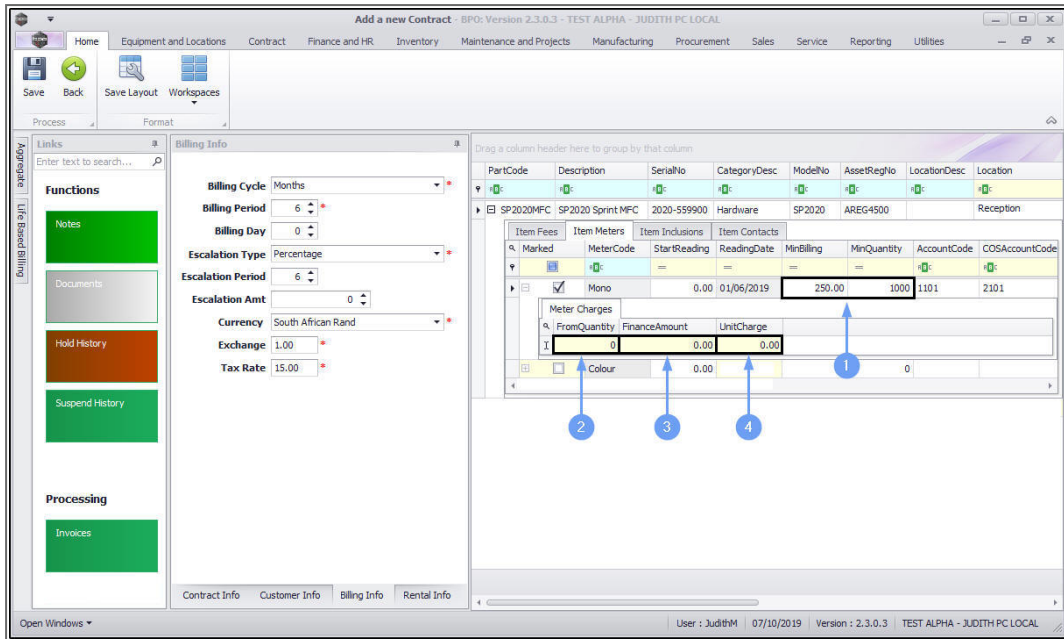 Add a new Contract - BPO: Version 2.3.0.3 - TEST ALPHA - JUDITH PC LOCAL
Home Equipment and Locations Contract Finance and HR Inventory Maintenance and Projects Manufacturing Procurement Sales Service Reporting Utilities
Save Back Save Layout Workspaces
Process Format
Aggregate
Life Based Billing
Links
Enter text to search...
Functions
Notes
Documents
Hold History
Suspend History
Processing
Invoices
Billing Info
Billing Cycle Months *
Billing Period 6 *
Billing Day 0
Escalation Type Percentage *
Escalation Period 6
Escalation Amt 0
Currency South African Rand *
Exchange 1.00 *
Tax Rate 15.00 *
Contract Info Customer Info Billing Info Rental Info
Drag a column header here to group by that column
PartCode Description SerialNo CategoryDesc ModelNo AssetRegNo LocationDesc Location
SP2020MFC SP2020 Sprint MFC 2020-559900 Hardware SP2020 AREG4500 Reception
Item Fees Item Meters Item Inclusions Item Contacts
Marked MeterCode StartReading ReadingDate MinBilling MinQuantity AccountCode COSAccountCode
= = = =
Mono 0.00 01/06/2019 250.00 1000 1101 2101
Meter Charges
FromQuantity FinanceAmount UnitCharge
0 0.00 0.00
Colour 0.00 0
1
2 3 4
Open Windows User : JudithM 07/10/2019 Version : 2.3.0.3 TEST ALPHA - JUDITH PC LOCAL